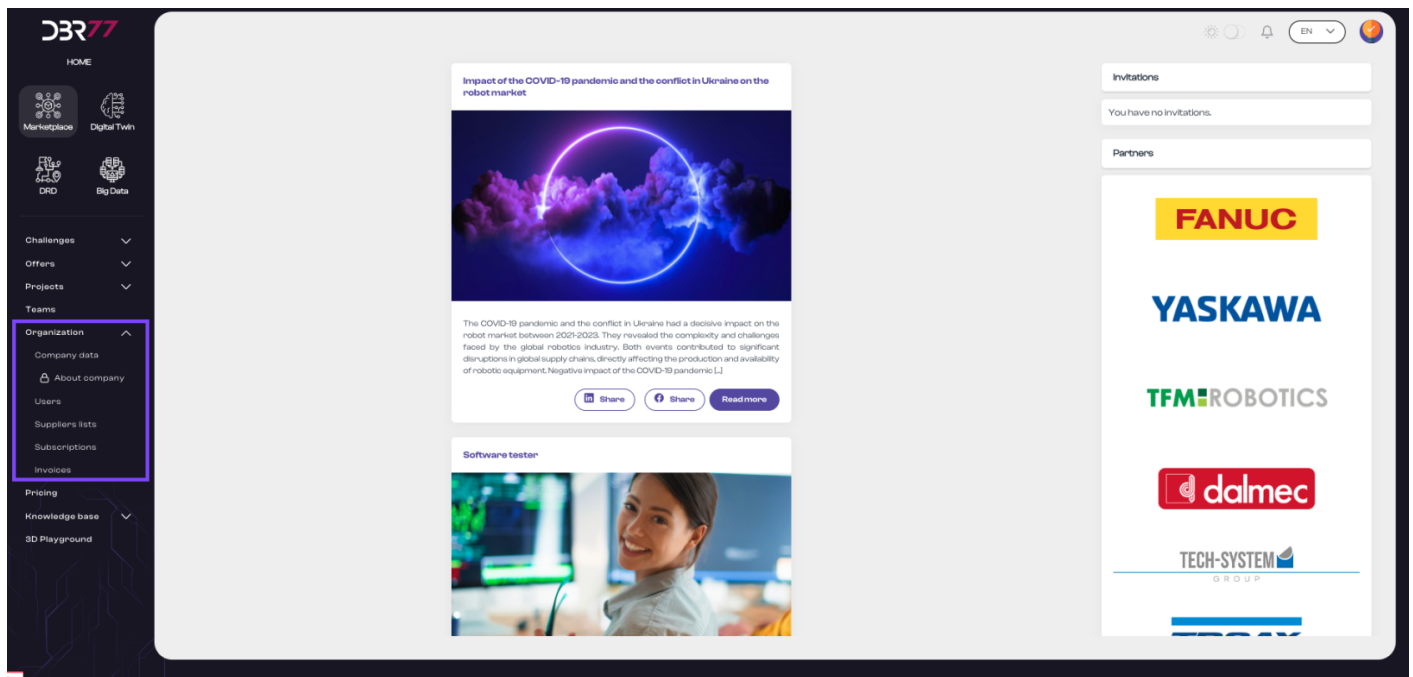 DBR77
HOME
Marketplace
Digital Twin
DRD
Big Data
Challenges
Offers
Projects
Teams
Organization
Company data
About company
Users
Suppliers lists
Subscriptions
Invoices
Pricing
Knowledge base
3D Playground
EN
Impact of the COVID-19 pandemic and the conflict in Ukraine on the
robot market
The COVID-19 pandemic and the conflict in Ukraine had a decisive impact on the
robot market between 2021-2023. They revealed the complexity and challenges
faced by the global robotics industry. Both events contributed to significant
disruptions in global supply chains, directly affecting the production and availability
of robotic equipment. Negative impact of the COVID-19 pandemic [...]
Share
Share
Read more
Software tester
Invitations
You have no invitations.
Partners
FANUC
YASKAWA
TFM ROBOTICS
dalmec
TECH-SYSTEM
GROUP